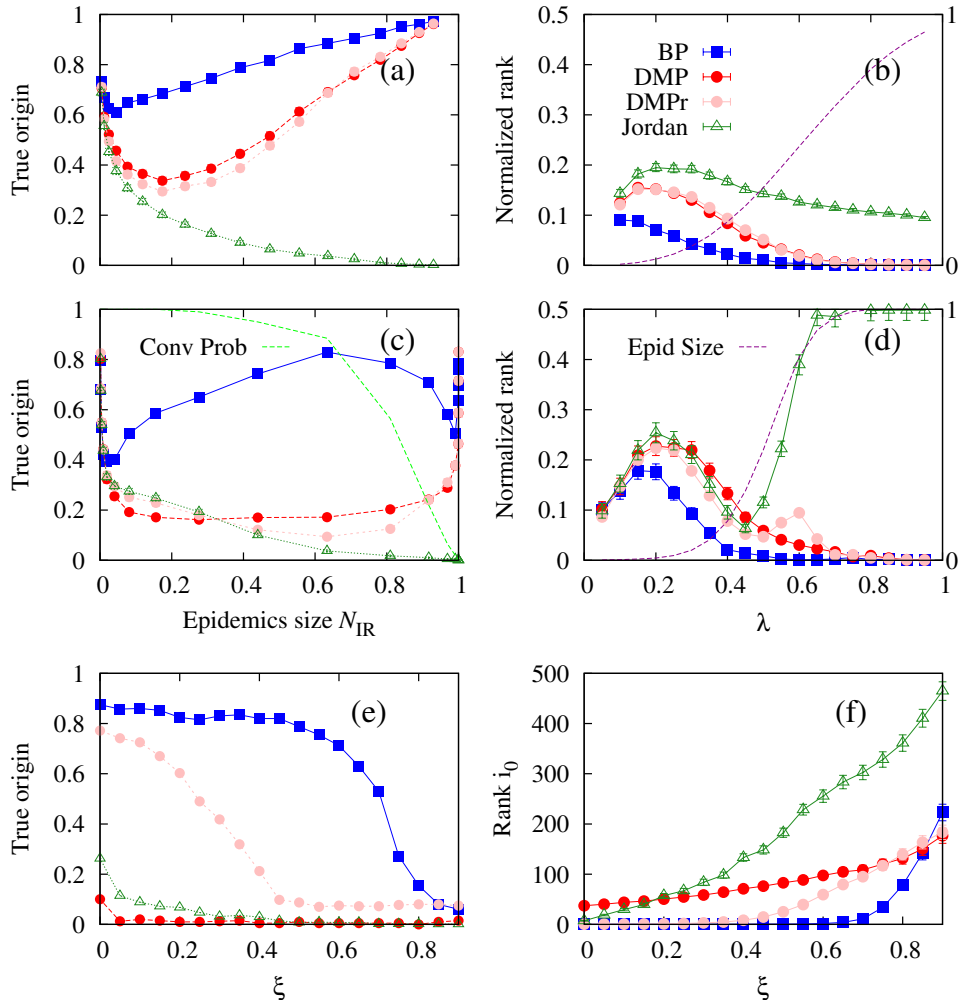 1
0.8
0.6
0.4
0.2
0
True origin
(a)
0.5
0.4
0.3
0.2
0.1
0
Normalized rank
(b)
1
0
BP
DMP
DMPr
Jordan
1
0.8
0.6
0.4
0.2
0
True origin
Conv Prob
(c)
0 0.2 0.4 0.6 0.8 1
Epidemics size N_IR
0.5
0.4
0.3
0.2
0.1
0
Normalized rank
Epid Size
(d)
1
0
0 0.2 0.4 0.6 0.8 1
λ
1
0.8
0.6
0.4
0.2
0
True origin
(e)
0 0.2 0.4 0.6 0.8
ξ
500
400
300
200
100
0
Rank i_0
(f)
0 0.2 0.4 0.6 0.8
ξ